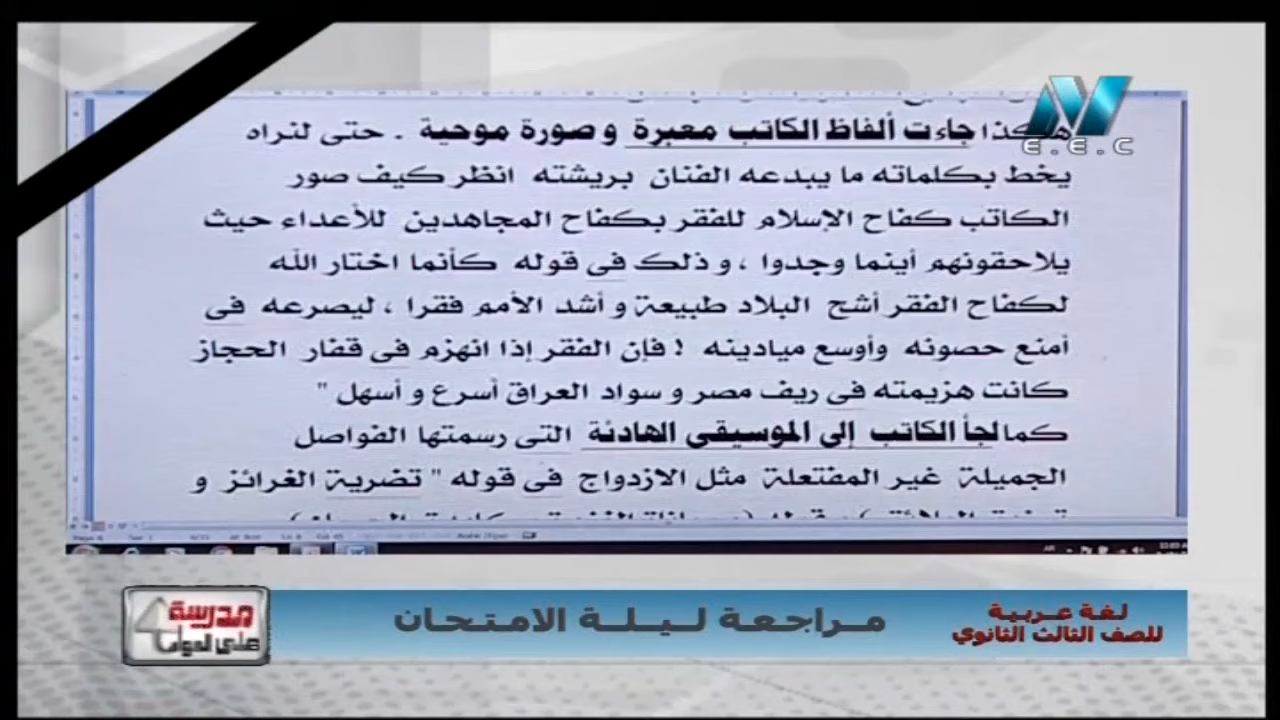 هكذا جاءت ألفاظ الكاتب معبرة و صورة موحية . حتى لنراه
يخط بكلماته ما يبدعه الفنان بريشته انظر كيف صور
الكاتب كفاح الإسلام للفقر بكفاح المجاهدين للأعداء حيث
يلاحقونهم أينما وجدوا ، و ذلك فى قوله كأنما اختار الله
لكفاح الفقر أشح البلاد طبيعة و أشد الأمم فقرا ، ليصرعه فى
أمنع حصونه وأوسع ميادينه ! فإن الفقر إذا انهزم فى قفار الحجاز
كانت هزيمته فى ريف مصر و سواد العراق أسرع و أسهل "
كما لجأ الكاتب إلى الموسيقى الهادئة التى رسمتها الفواصل
الجميلة غير المفتعلة مثل الازدواج فى قوله " تضرية الغرائز و
E.E.C
لغة عربية
للصف الثالث الثانوي
مراجعة ليلة الامتحان
مدرسة
على الهواء